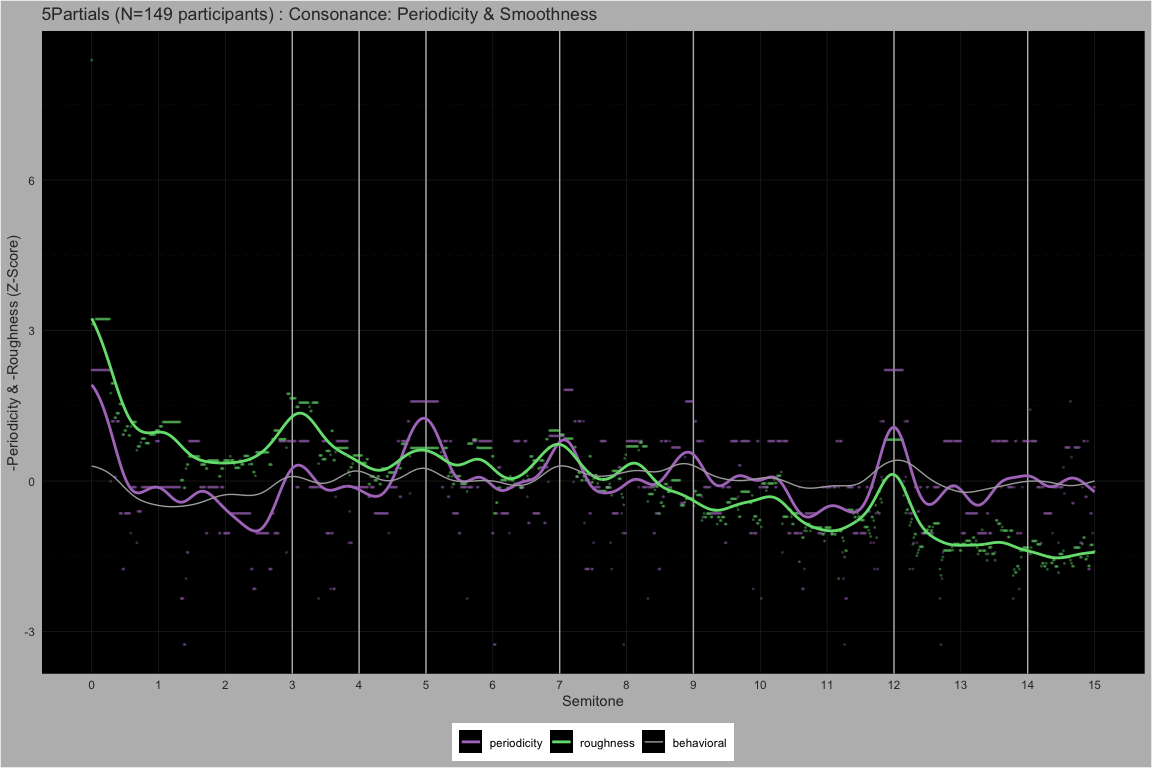 5Partials (N=149 participants) : Consonance: Periodicity & Smoothness
-Periodicity & -Roughness (Z-Score)
6
3
0
-3
0 1 2 3 4 5 6 7 8 9 10 11 12 13 14 15
Semitone
periodicity roughness behavioral